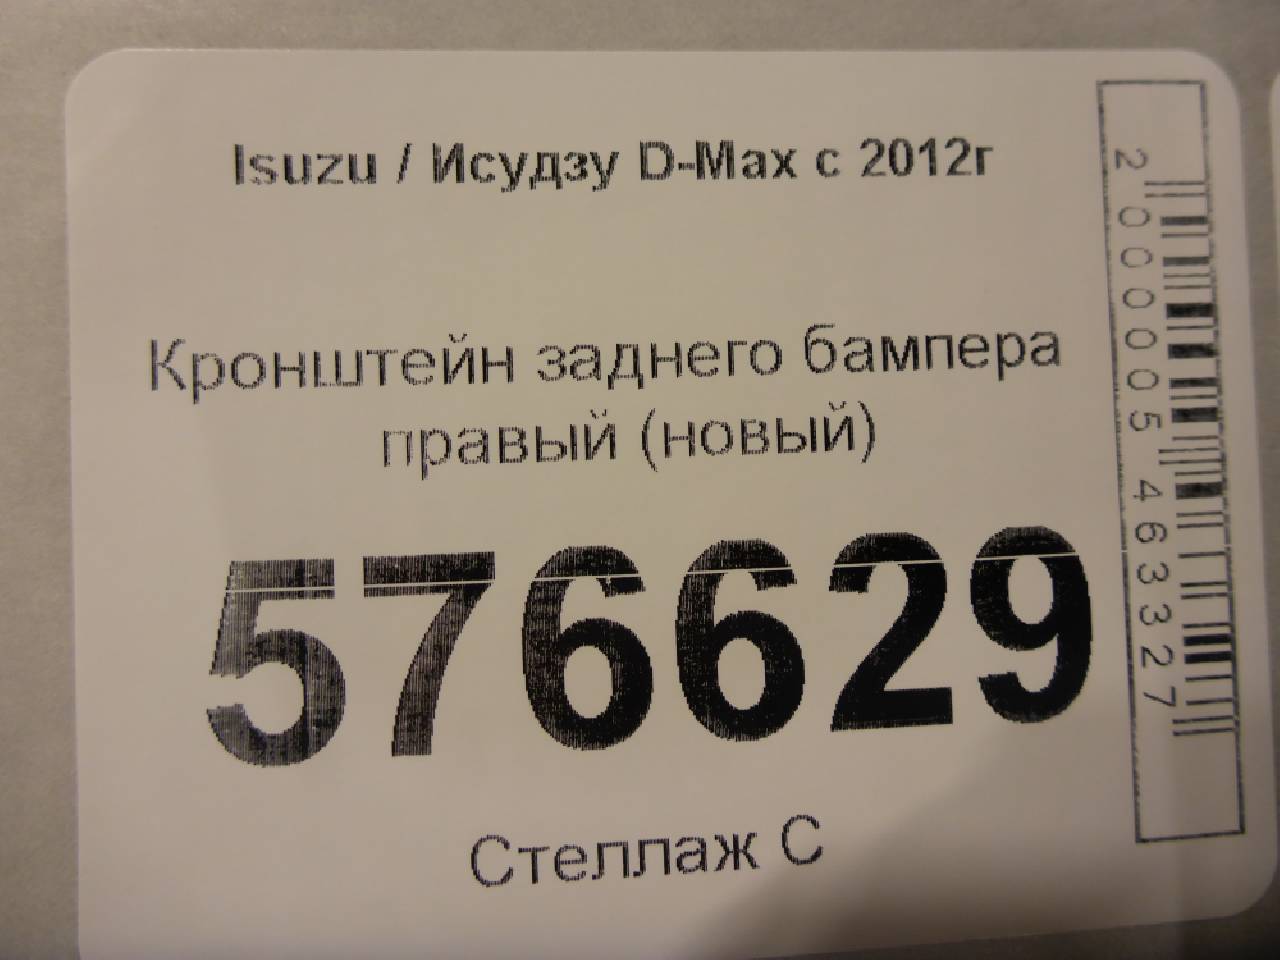 Isuzu / Исудзу D-Max с 2012г
Кронштейн заднего бампера
правый (новый)
576629
Стеллаж С
2000005463327